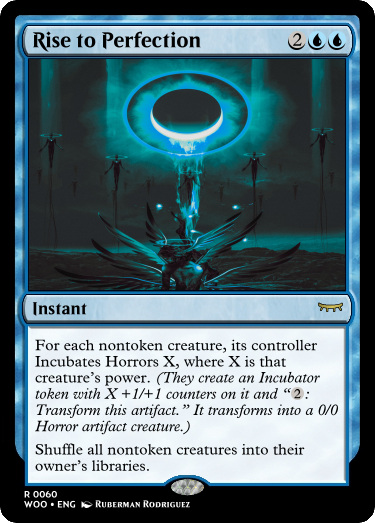 Rise to Perfection 2
Instant
For each nontoken creature, its controller
Incubates Horrors X, where X is that
creature's power. (They create an Incubator
token with X +1/+1 counters on it and “2:
Transform this artifact.” It transforms into a 0/0
Horror artifact creature.)
Shuffle all nontoken creatures into their
owner's libraries.
R 0060
WOO • ENG Ruberman Rodriguez